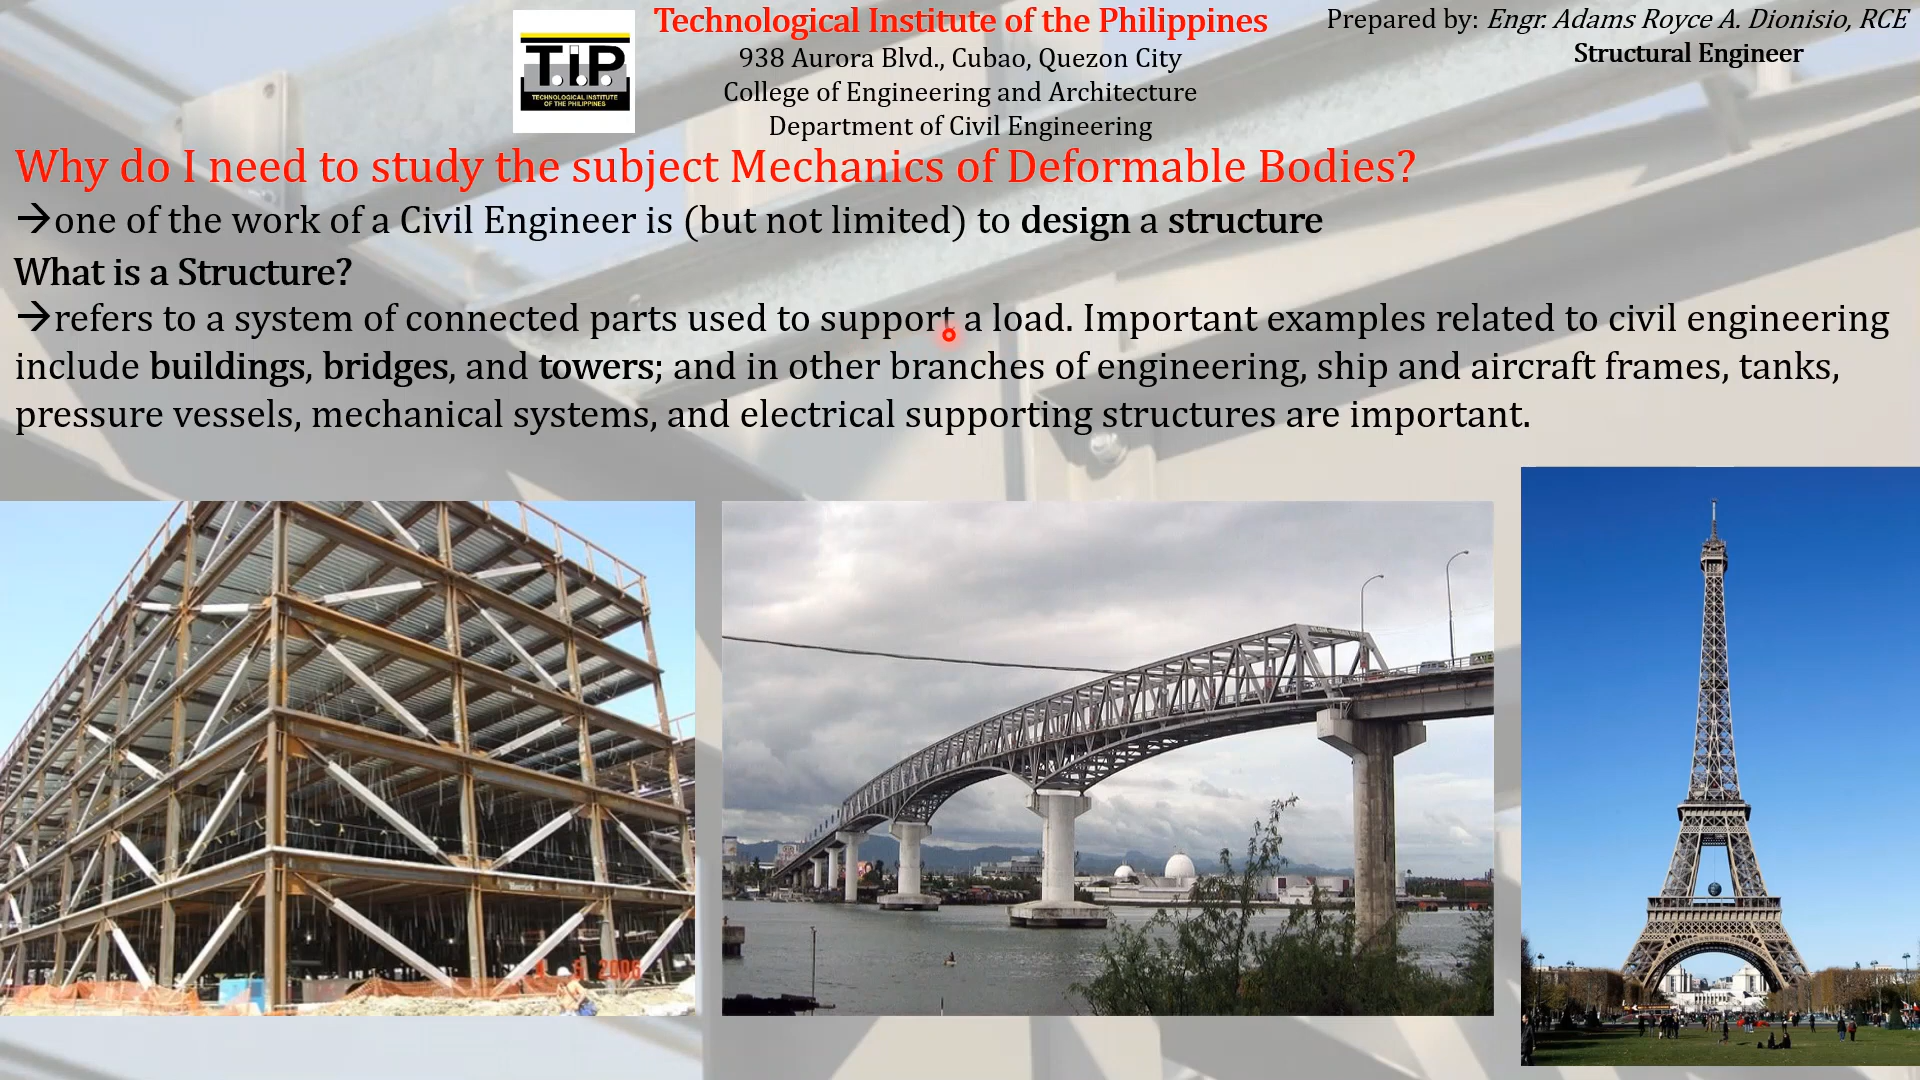 T.I.P
TECHNOLOGICAL INSTITUTE
OF THE PHILIPPINES
Technological Institute of the Philippines
938 Aurora Blvd., Cubao, Quezon City
College of Engineering and Architecture
Department of Civil Engineering
Prepared by: Engr. Adams Royce A. Dionisio, RCE
Structural Engineer
Why do I need to study the subject Mechanics of Deformable Bodies?
→one of the work of a Civil Engineer is (but not limited) to design a structure
What is a Structure?
→refers to a system of connected parts used to support a load. Important examples related to civil engineering
include buildings, bridges, and towers; and in other branches of engineering, ship and aircraft frames, tanks,
pressure vessels, mechanical systems, and electrical supporting structures are important.
2006